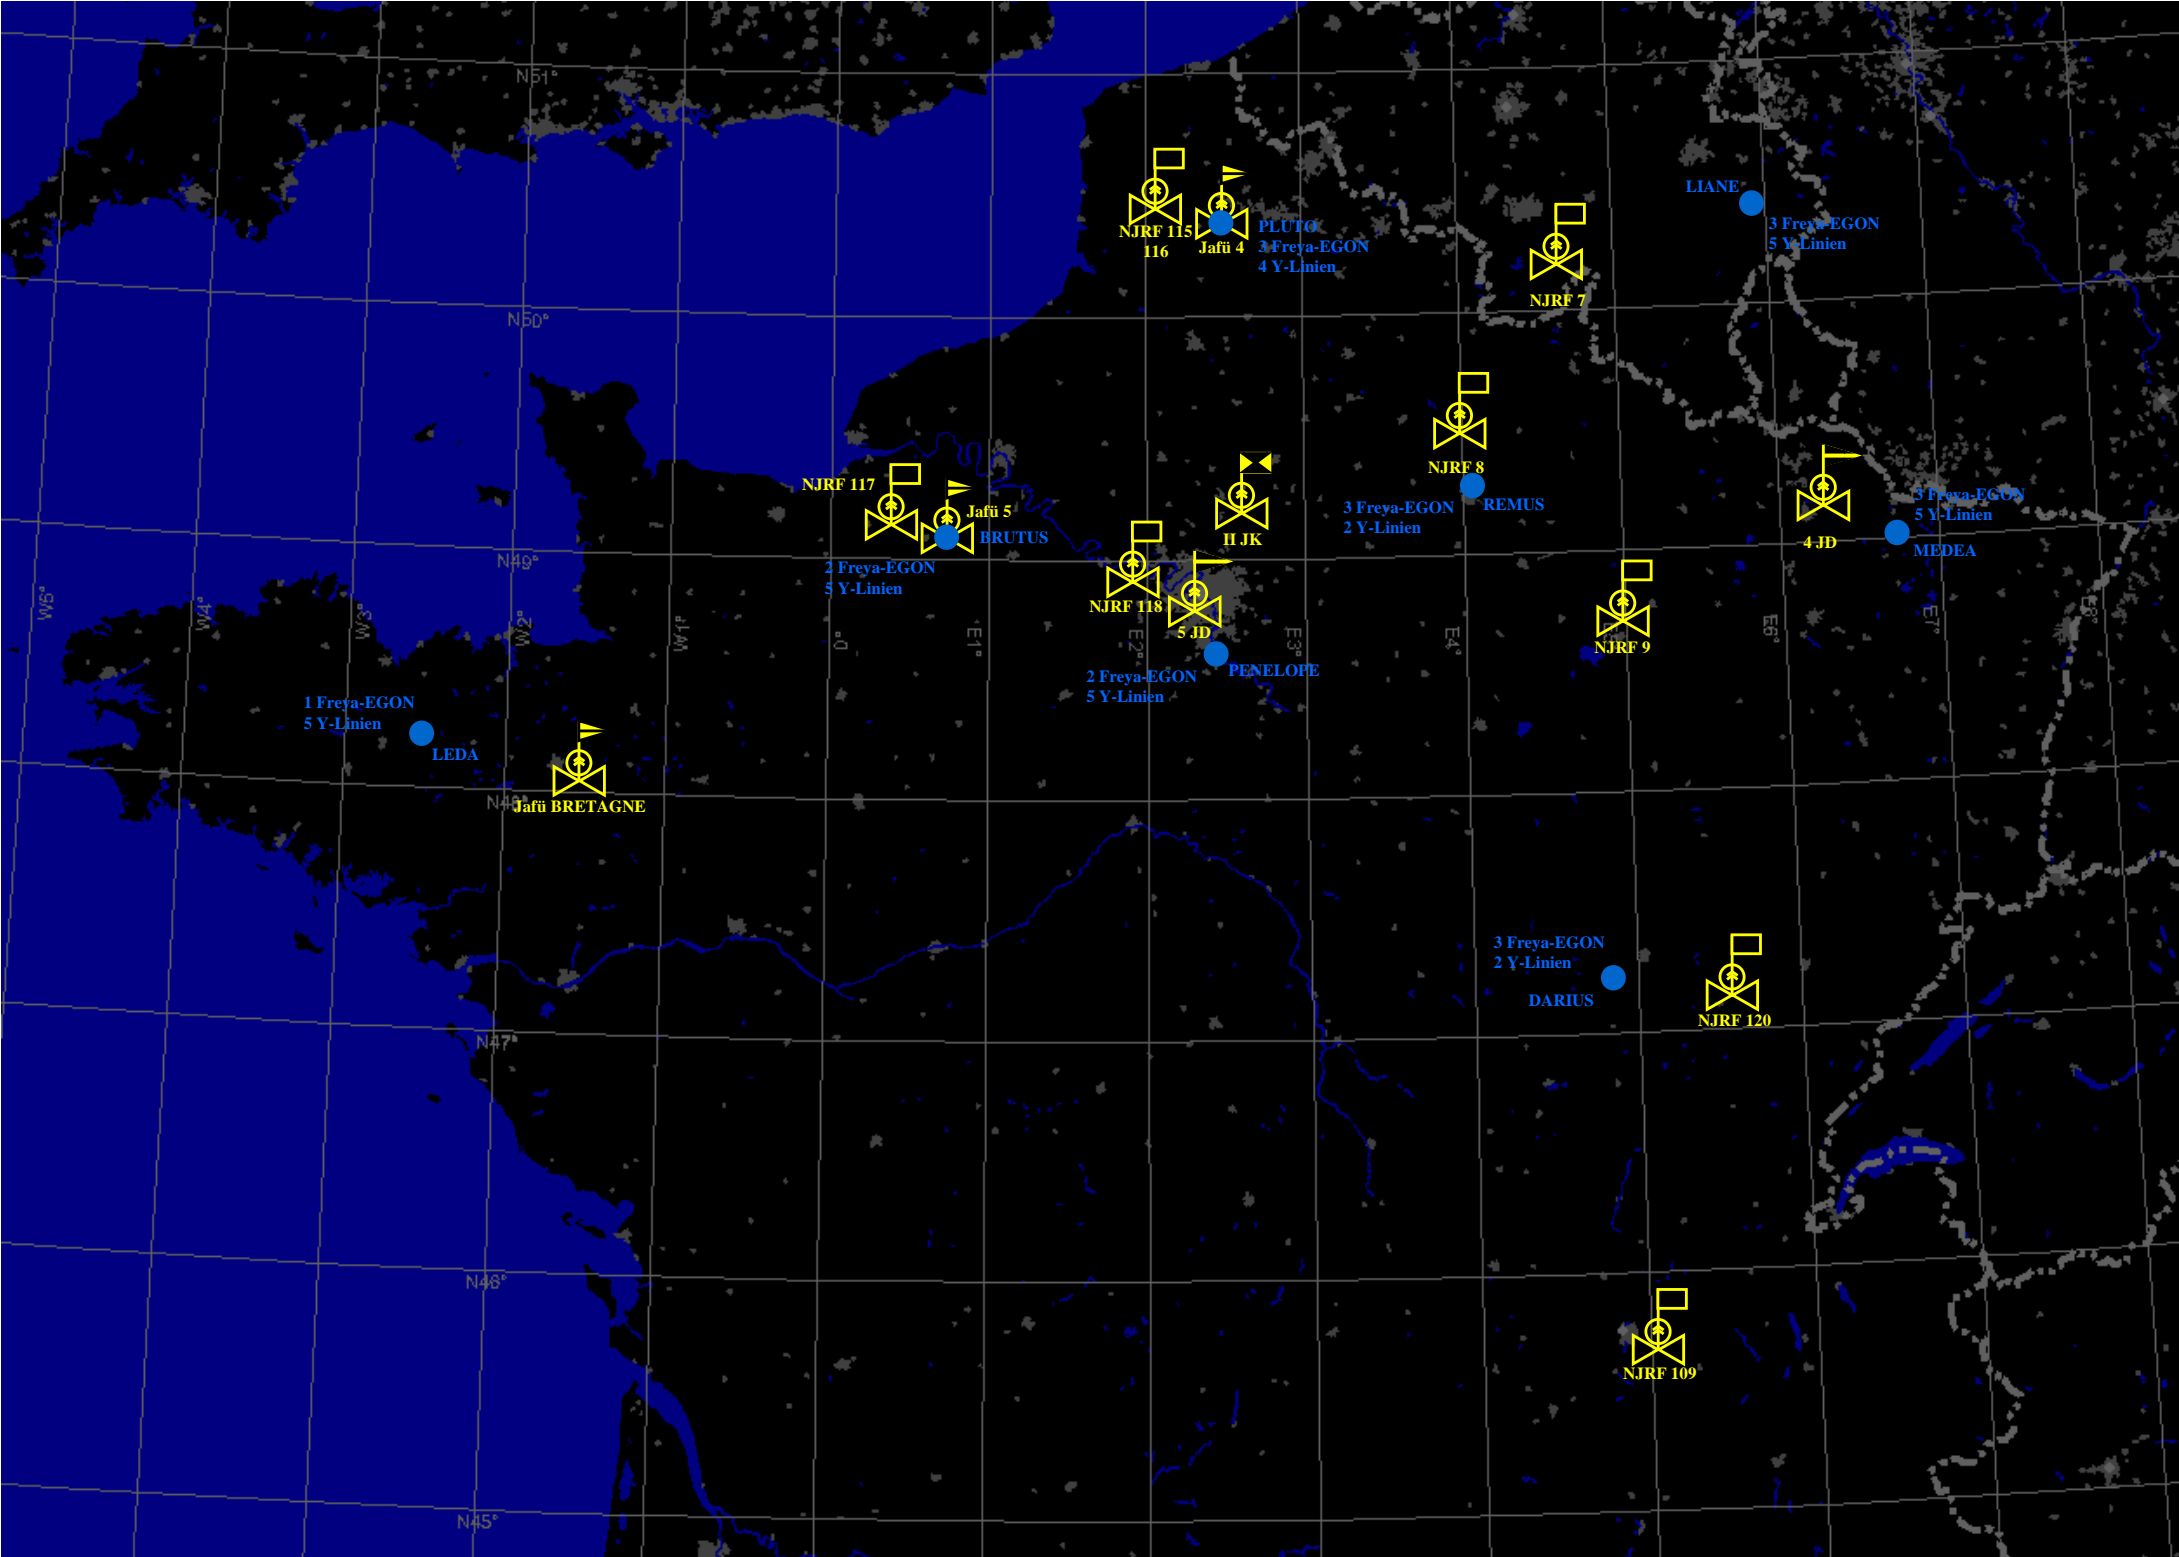 N51°
NJRF 115
116
Jafü 4
PLUTO
3 Freya-EGON
4 Y-Linien
LIANE
3 Freya-EGON
5 Y-Linien
NJRF 7
N50°
NJRF 8
3 Freya-EGON
2 Y-Linien
REMUS
NJRF 117
Jafü 5
BRUTUS
2 Freya-EGON
5 Y-Linien
II JK
4 JD
3 Freya-EGON
5 Y-Linien
MEDEA
N49°
NJRF 118
5 JD
2 Freya-EGON
5 Y-Linien
PENELOPE
NJRF 9
W5°
W4°
W3°
W2°
W1°
0°
E1°
E2°
E3°
E4°
E6°
E7°
E8°
1 Freya-EGON
5 Y-Linien
LEDA
N48°
Jafü BRETAGNE
3 Freya-EGON
2 Y-Linien
DARIUS
NJRF 120
N47°
N46°
NJRF 109
N45°